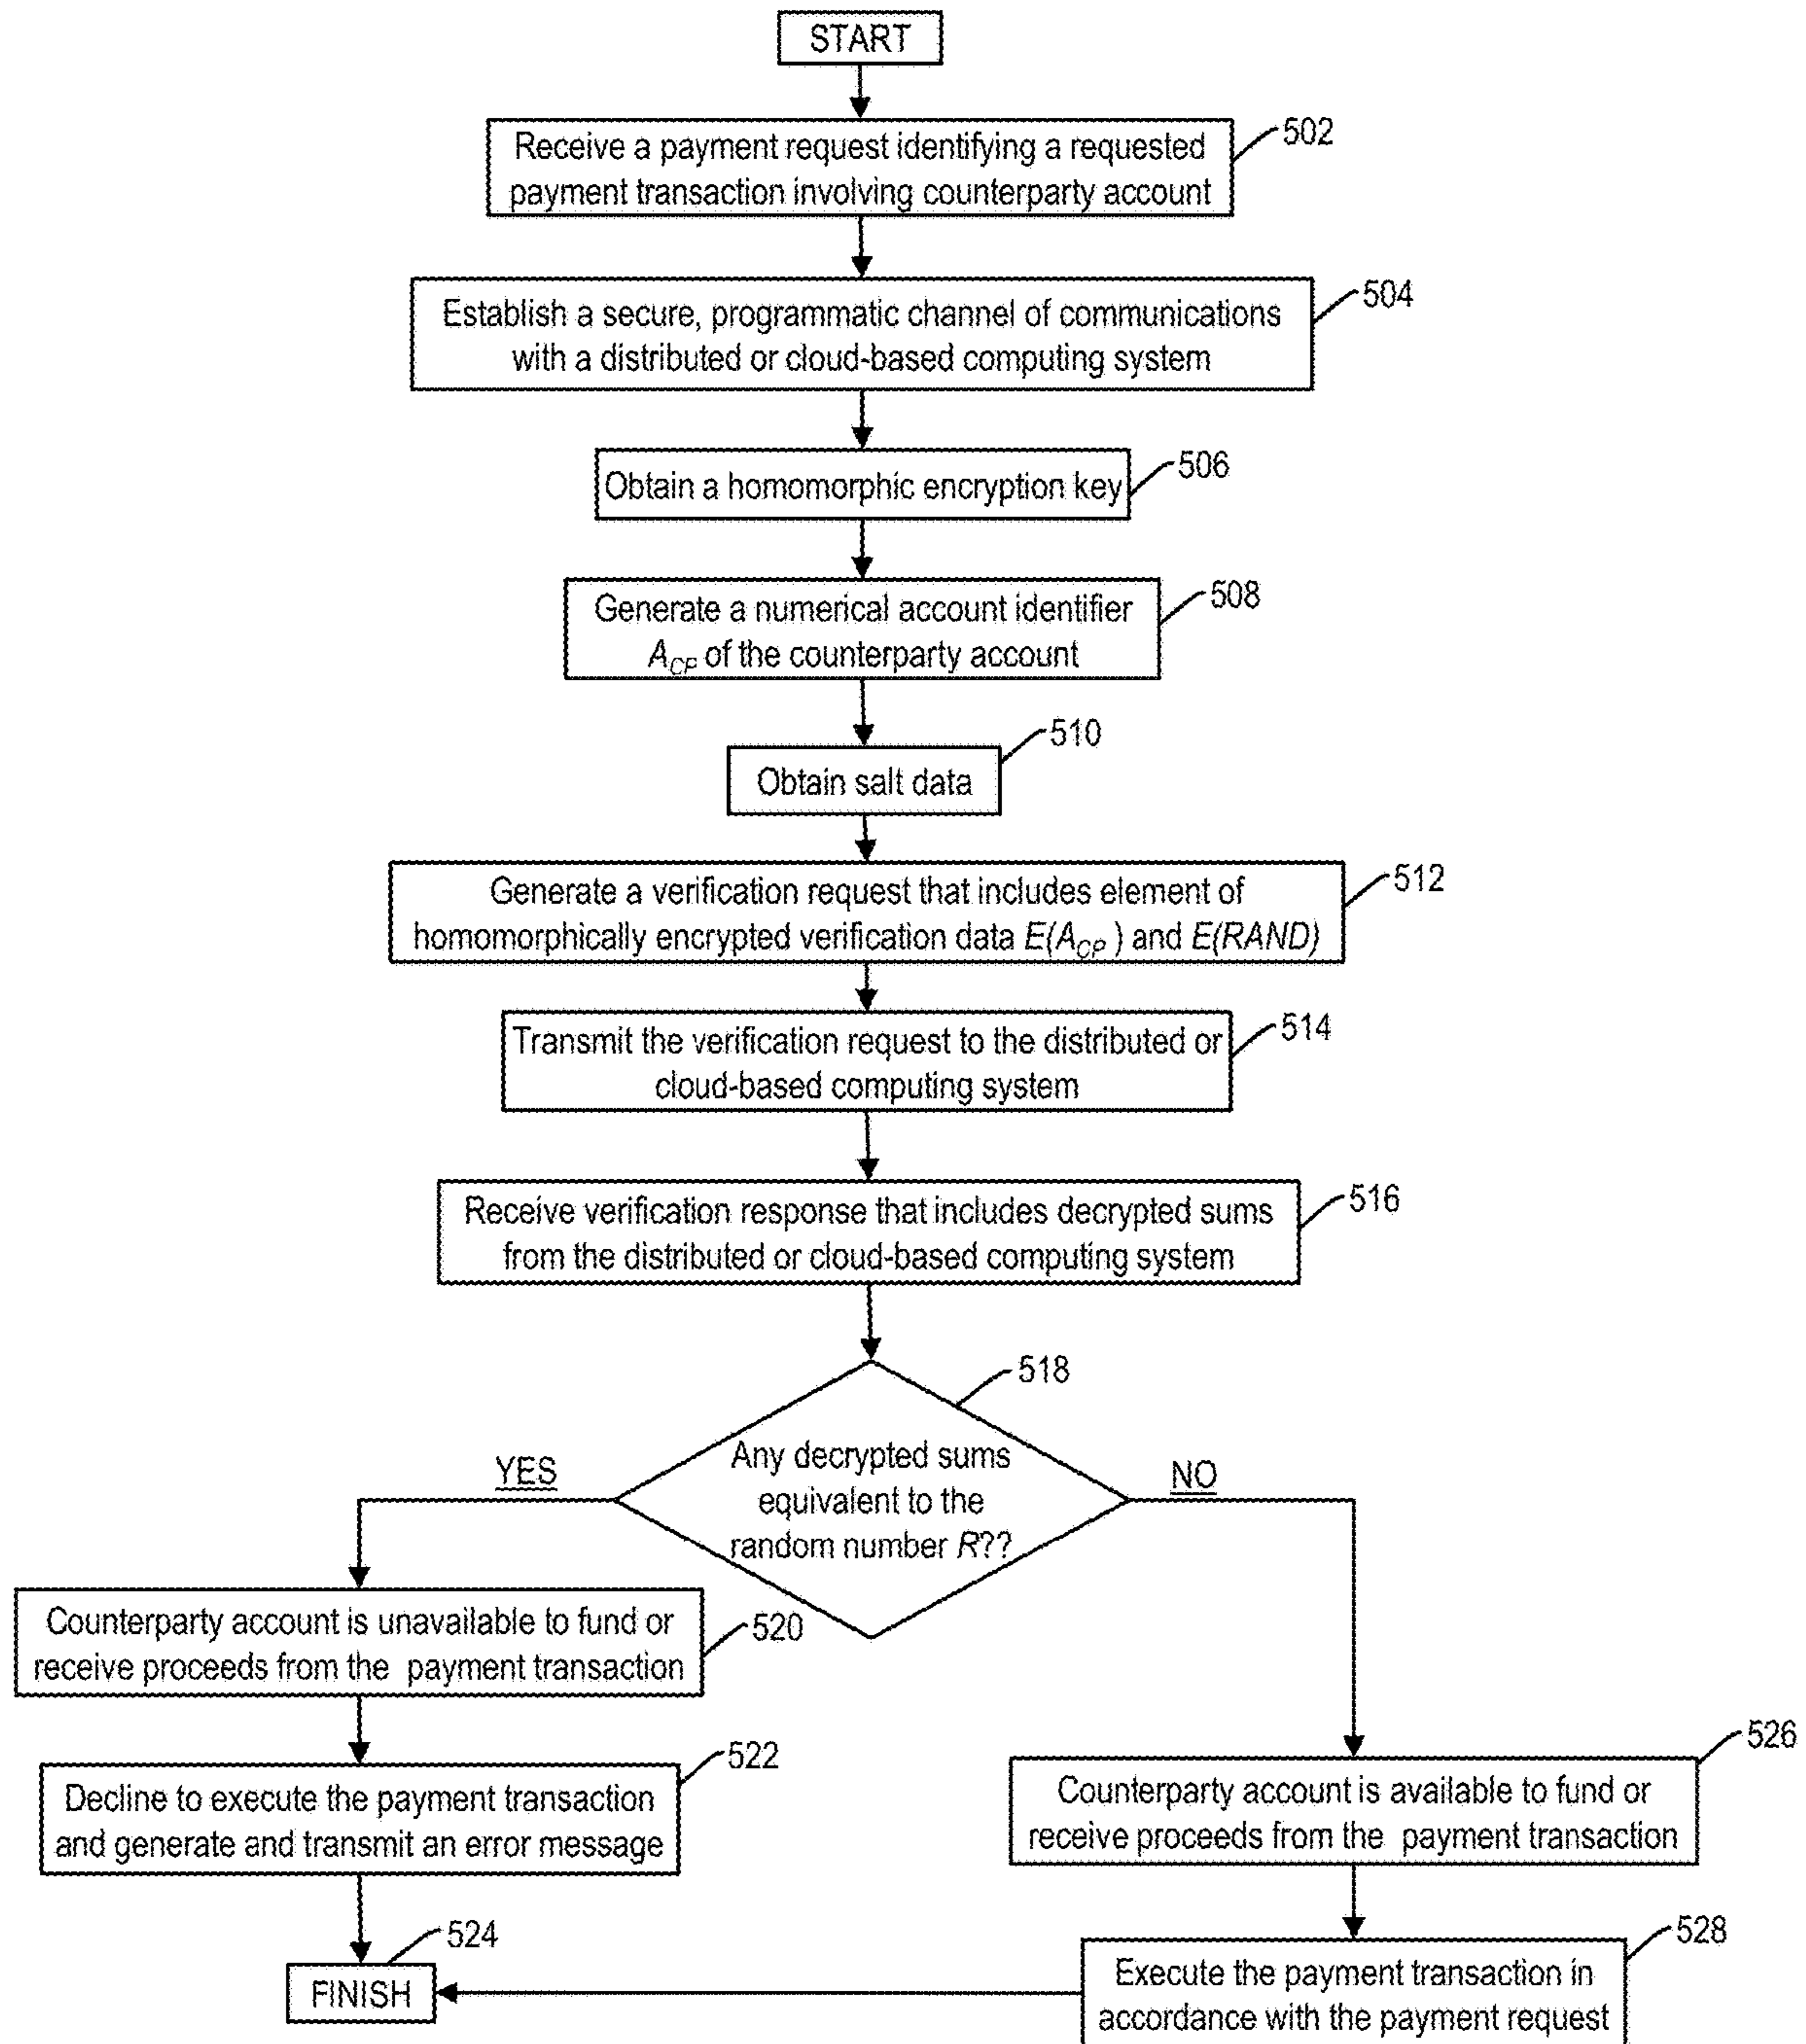 START
Receive a payment request identifying a requested
payment transaction involving counterparty account
502
Establish a secure, programmatic channel of communications
with a distributed or cloud-based computing system
504
Obtain a homomorphic encryption key
506
Generate a numerical account identifier
A_CP of the counterparty account
508
510
Obtain salt data
Generate a verification request that includes element of
homomorphically encrypted verification data E(A_CP ) and E(RAND)
512
Transmit the verification request to the distributed or
cloud-based computing system
514
Receive verification response that includes decrypted sums
from the distributed or cloud-based computing system
516
518
Any decrypted sums
equivalent to the
random number R??
YES
NO
Counterparty account is unavailable to fund or
receive proceeds from the payment transaction
520
Decline to execute the payment transaction
and generate and transmit an error message
522
526
Counterparty account is available to fund or
receive proceeds from the payment transaction
524
FINISH
528
Execute the payment transaction in
accordance with the payment request